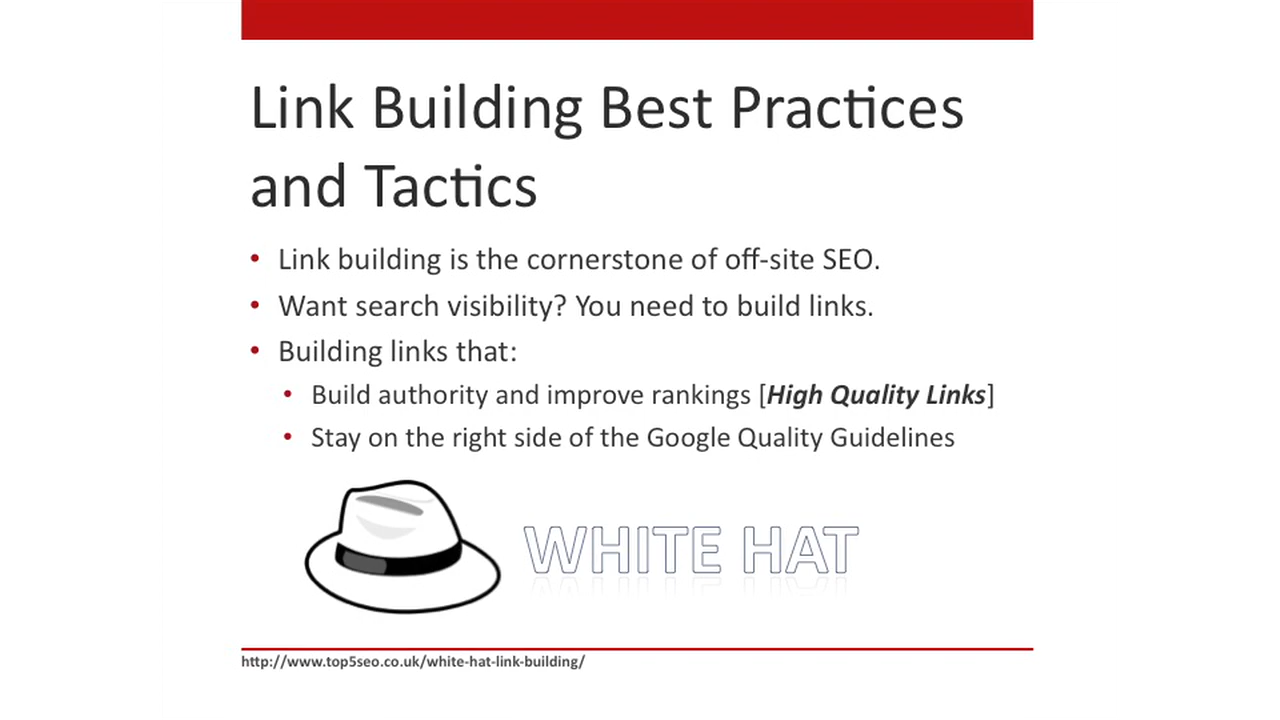 Link Building Best Practices
and Tactics
• Link building is the cornerstone of off-site SEO.
• Want search visibility? You need to build links.
• Building links that:
• Build authority and improve rankings [High Quality Links]
• Stay on the right side of the Google Quality Guidelines
WHITE HAT
http://www.top5seo.co.uk/white-hat-link-building/